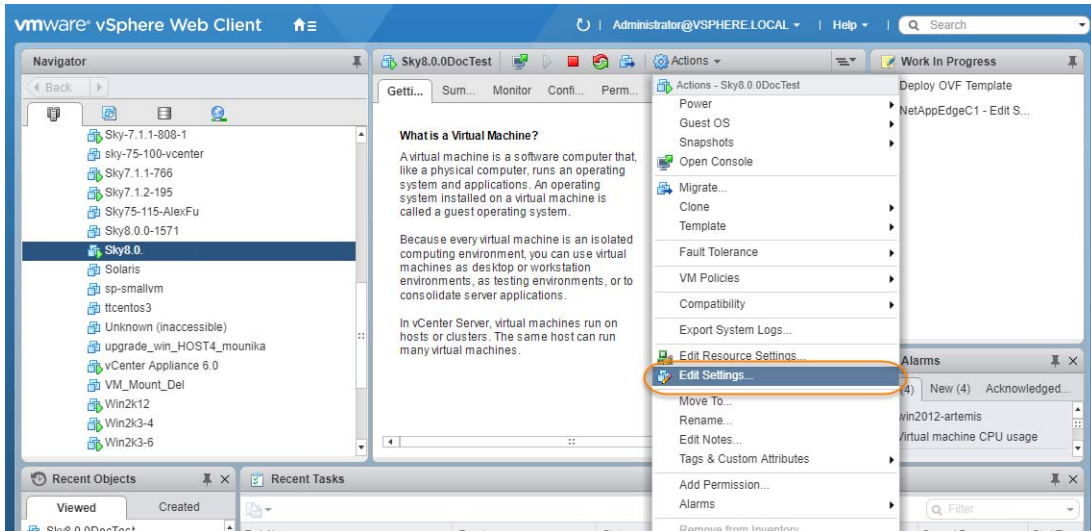 vmware® vSphere Web Client
Administrator@VSPHERE.LOCAL
Help
Search
Navigator
Back
Sky-7.1.1-808-1
sky-75-100-vcenter
Sky7.1.1-766
Sky7.1.2-195
Sky75-115-AlexFu
Sky8.0.0-1571
Sky8.0.
Solaris
sp-smallvm
ttcentos3
Unknown (inaccessible)
upgrade_win_HOST4_mounika
vCenter Appliance 6.0
VM_Mount_Del
Win2k12
Win2k3-4
Win2k3-6
Sky8.0.0DocTest
Actions
Getti... Sum... Monitor Confi... Perm...
What is a Virtual Machine?
A virtual machine is a software computer that,
like a physical computer, runs an operating
system and applications. An operating
system installed on a virtual machine is
called a guest operating system.
Because every virtual machine is an isolated
computing environment, you can use virtual
machines as desktop or workstation
environments, as testing environments, or to
consolidate server applications.
In vCenter Server, virtual machines run on
hosts or clusters. The same host can run
many virtual machines.
Actions - Sky8.0.0DocTest
Power
Guest OS
Snapshots
Open Console
Migrate...
Clone
Template
Fault Tolerance
VM Policies
Compatibility
Export System Logs...
Edit Resource Settings...
Edit Settings...
Move To...
Rename...
Edit Notes...
Tags & Custom Attributes
Add Permission...
Alarms
Remove from Inventory
Work In Progress
Deploy OVF Template
NetAppEdgeC1 - Edit S...
Alarms
(4) New (4) Acknowledged...
win2012-artemis
Virtual machine CPU usage
Recent Objects
Viewed Created
Sky8.0.0DocTest
Recent Tasks
Filter